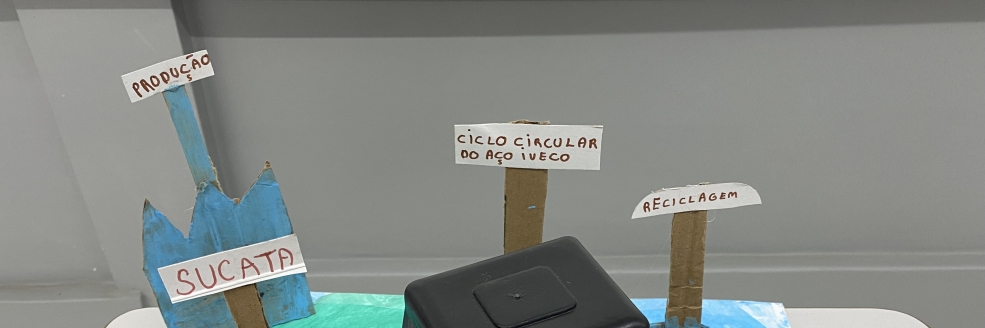 PRODUÇÃO
SUCATA
CiCLO CiRCULAR
DO AÇO iVECO
RECICLAGEM